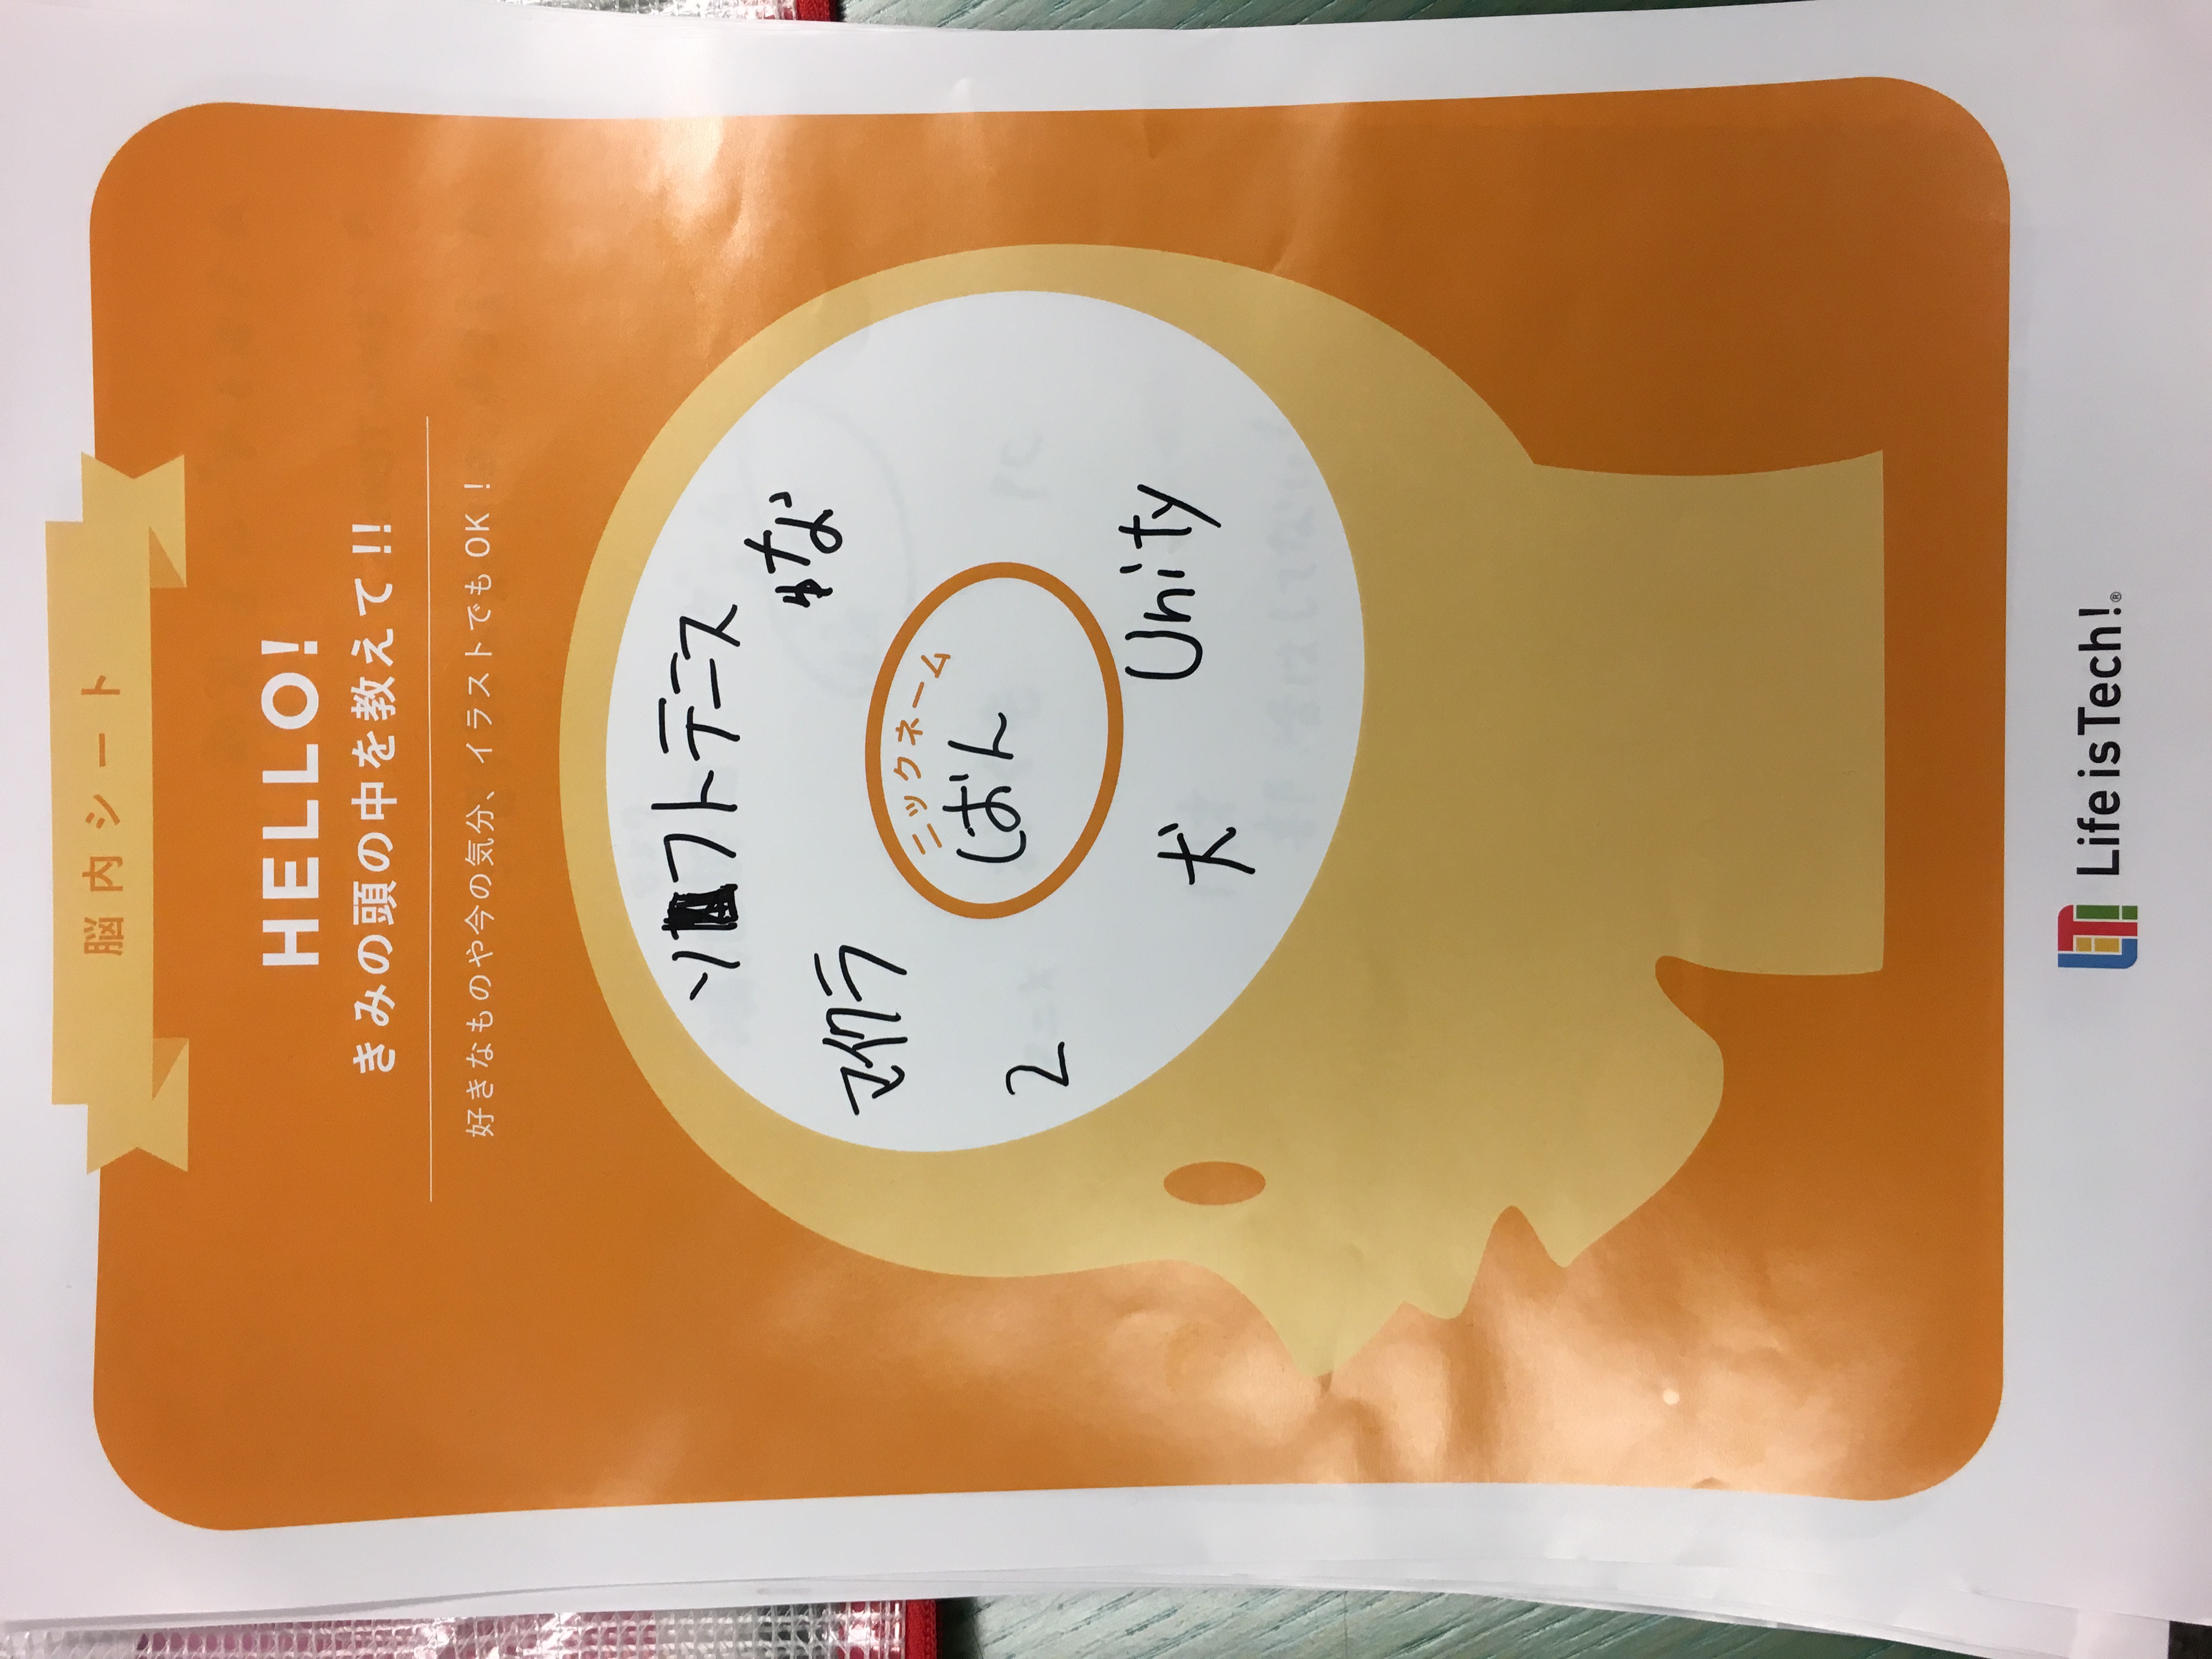 脳内シート
HELLO!
きみの頭の中を教えて!!
好きなものや今の気分、イラストでもOK!
ソフトテニス
な
マイクラ
ニックネーム
ばん
2
Unity
犬
Life is Tech!®